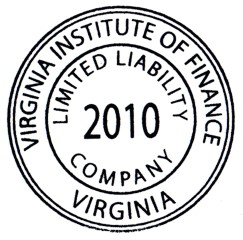 VIRGINIA INSTITUTE OF FINANCE
LIMITED LIABILITY
2010
COMPANY
VIRGINIA